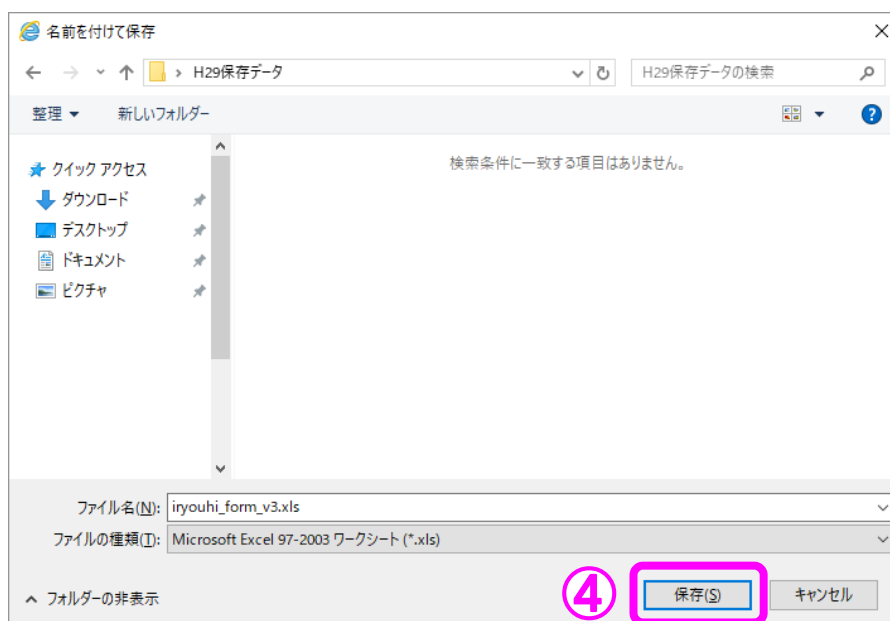 名前を付けて保存
H29保存データ
H29保存データの検索
整理 新しいフォルダー
検索条件に一致する項目はありません。
クイック アクセス
ダウンロード
デスクトップ
ドキュメント
ピクチャ
ファイル名(N): iryouhi_form_v3.xls
ファイルの種類(T): Microsoft Excel 97-2003 ワークシート (*.xls)
フォルダーの非表示
④ 保存(S) キャンセル